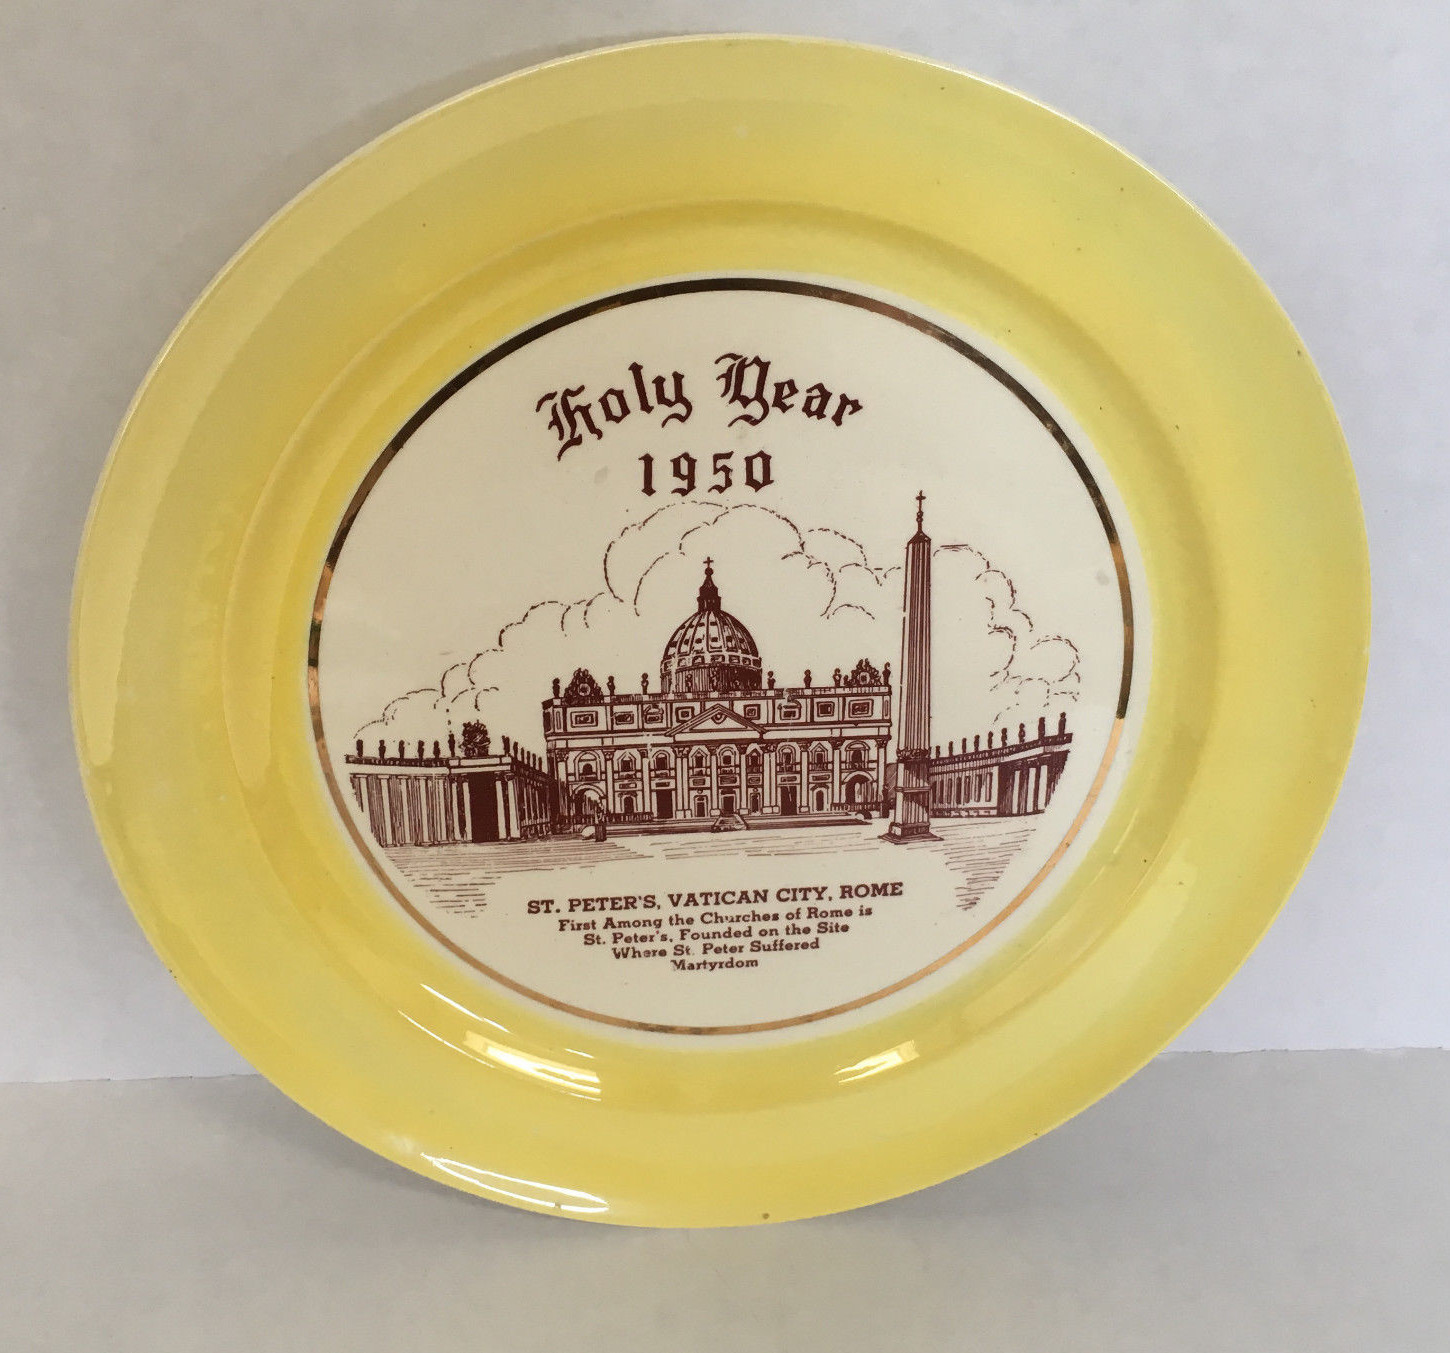 Holy Year
1950
ST. PETER'S, VATICAN CITY, ROME
First Among the Churches of Rome is
St. Peter's, Founded on the Site
Where St. Peter Suffered
Martyrdom